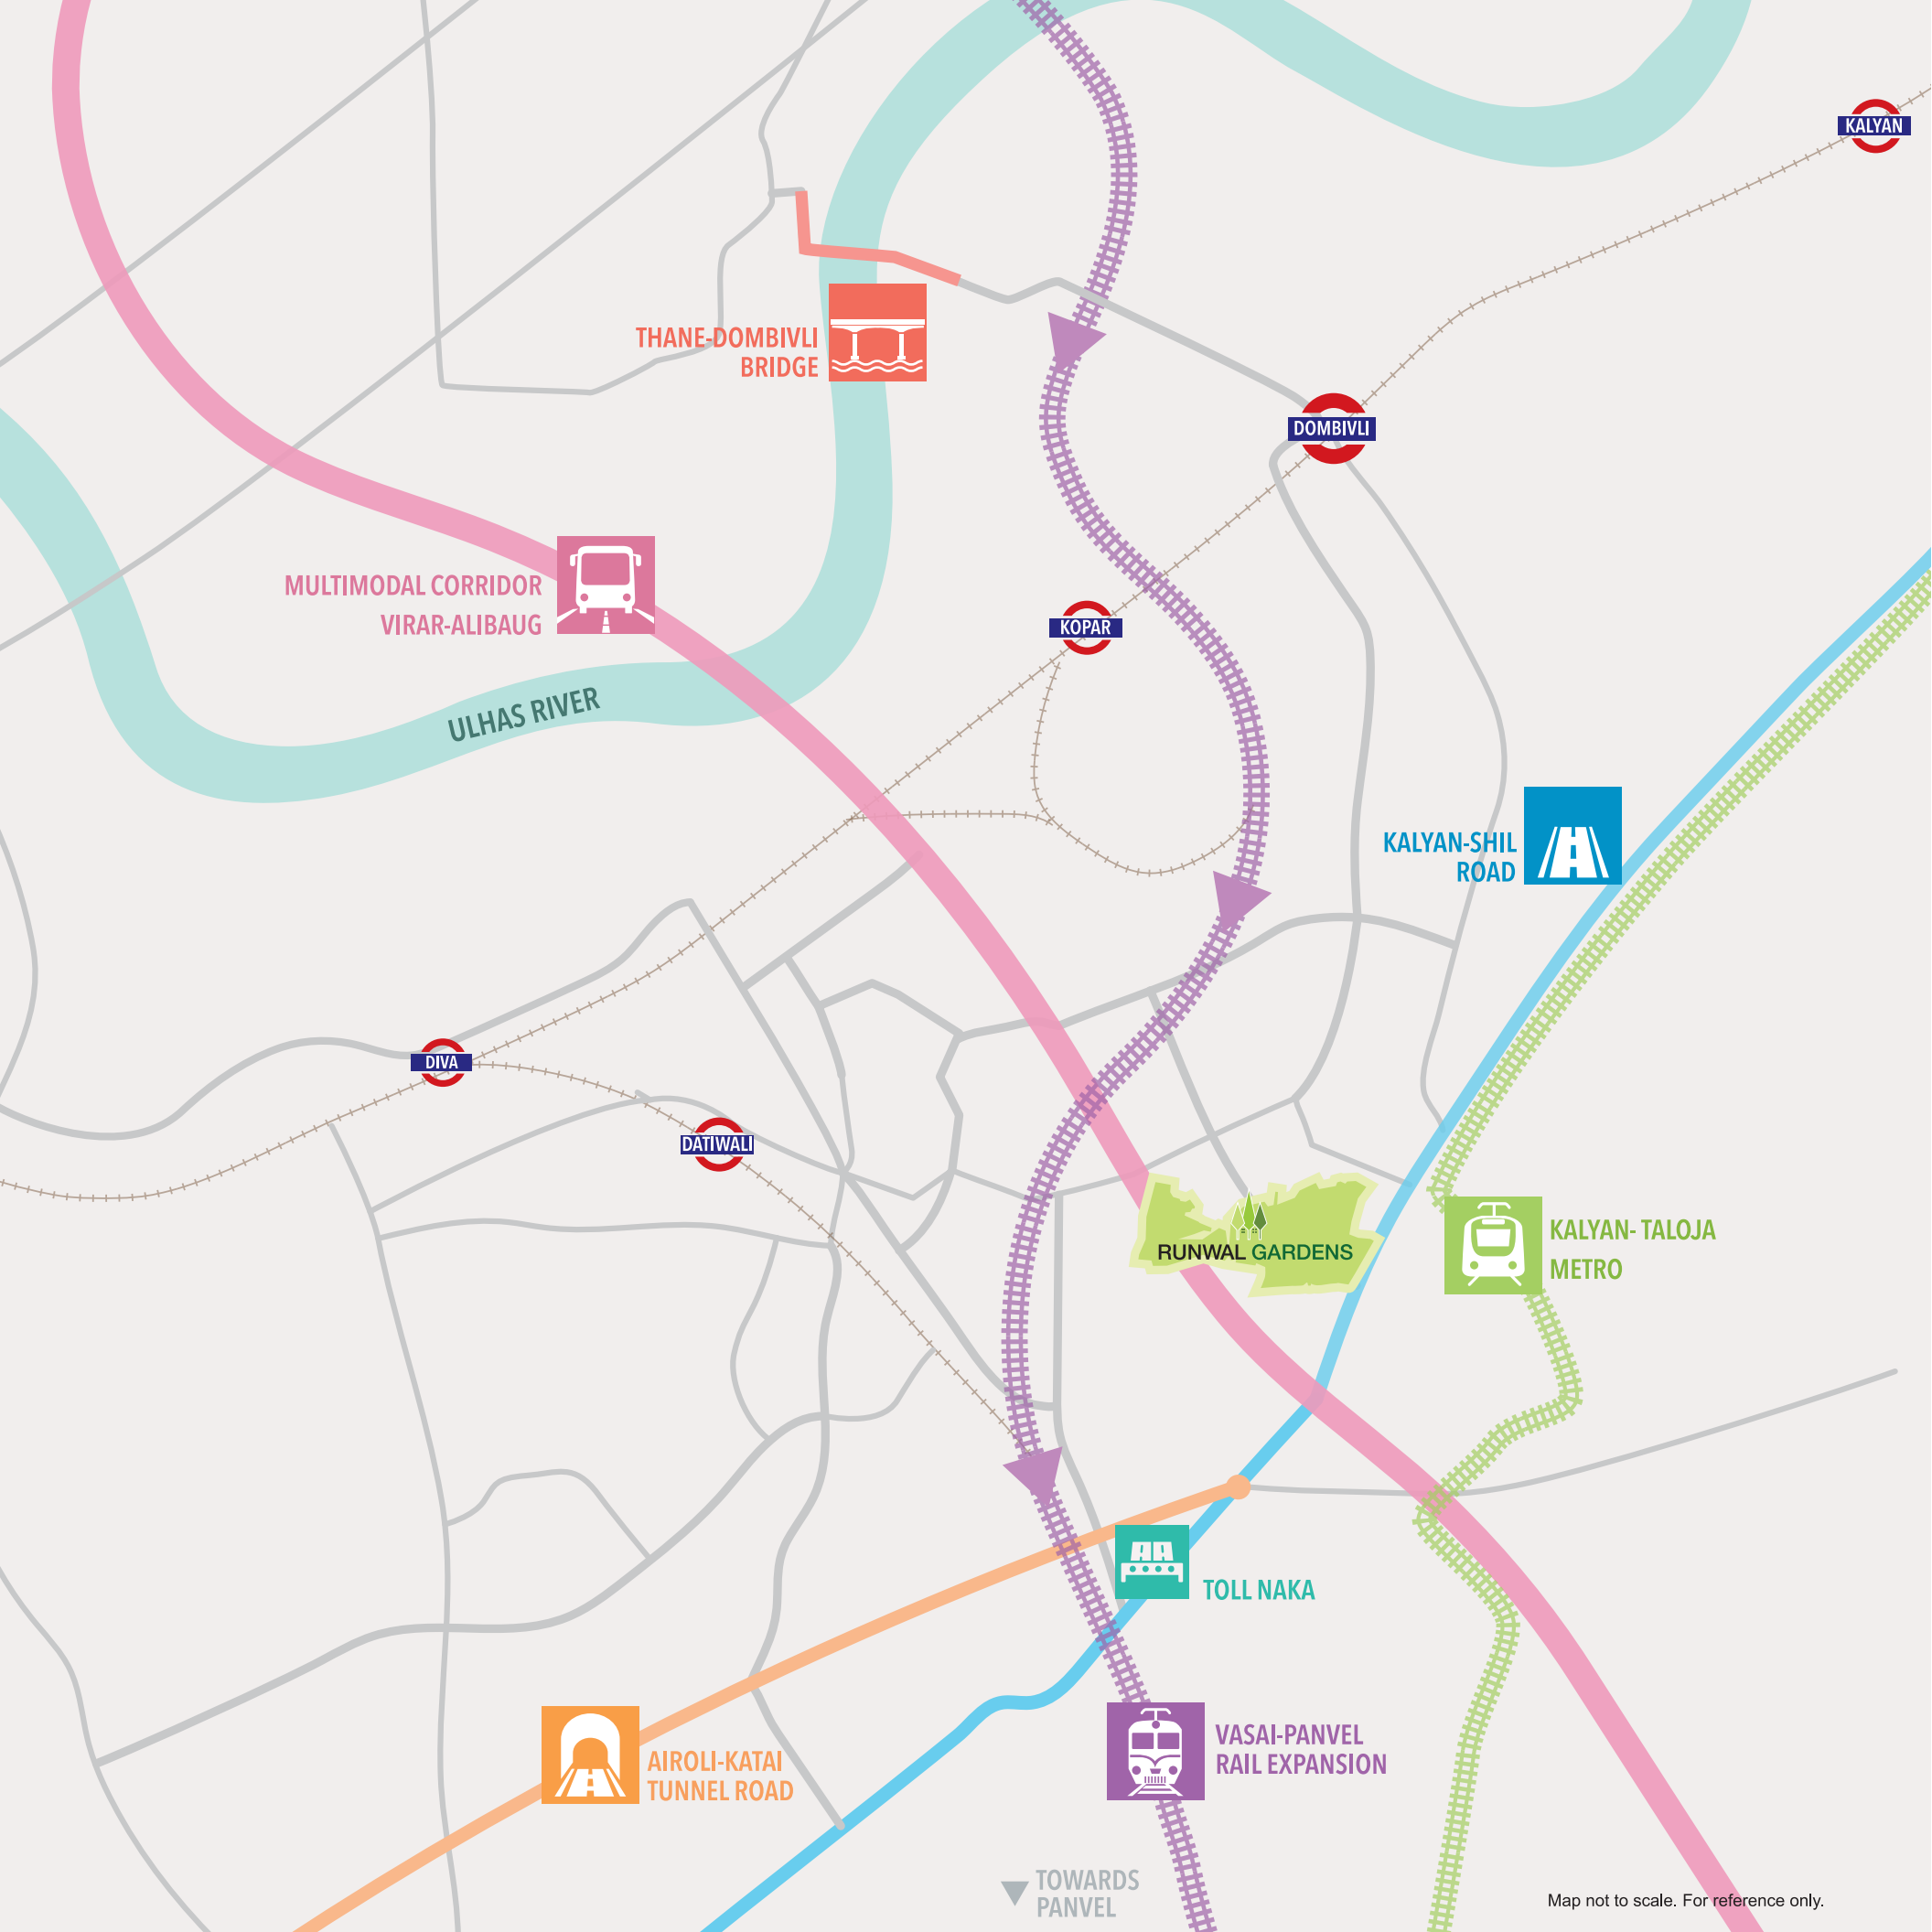 KALYAN
THANE-DOMBIVLI
BRIDGE
DOMBIVLI
MULTIMODAL CORRIDOR
VIRAR-ALIBAUG
KOPAR
ULHAS RIVER
KALYAN-SHIL
ROAD
DIVA
DATIWALI
RUNWAL GARDENS
KALYAN- TALOJA
METRO
TOLL NAKA
VASAI-PANVEL
RAIL EXPANSION
AIROLI-KATAI
TUNNEL ROAD
TOWARDS
PANVEL
Map not to scale. For reference only.